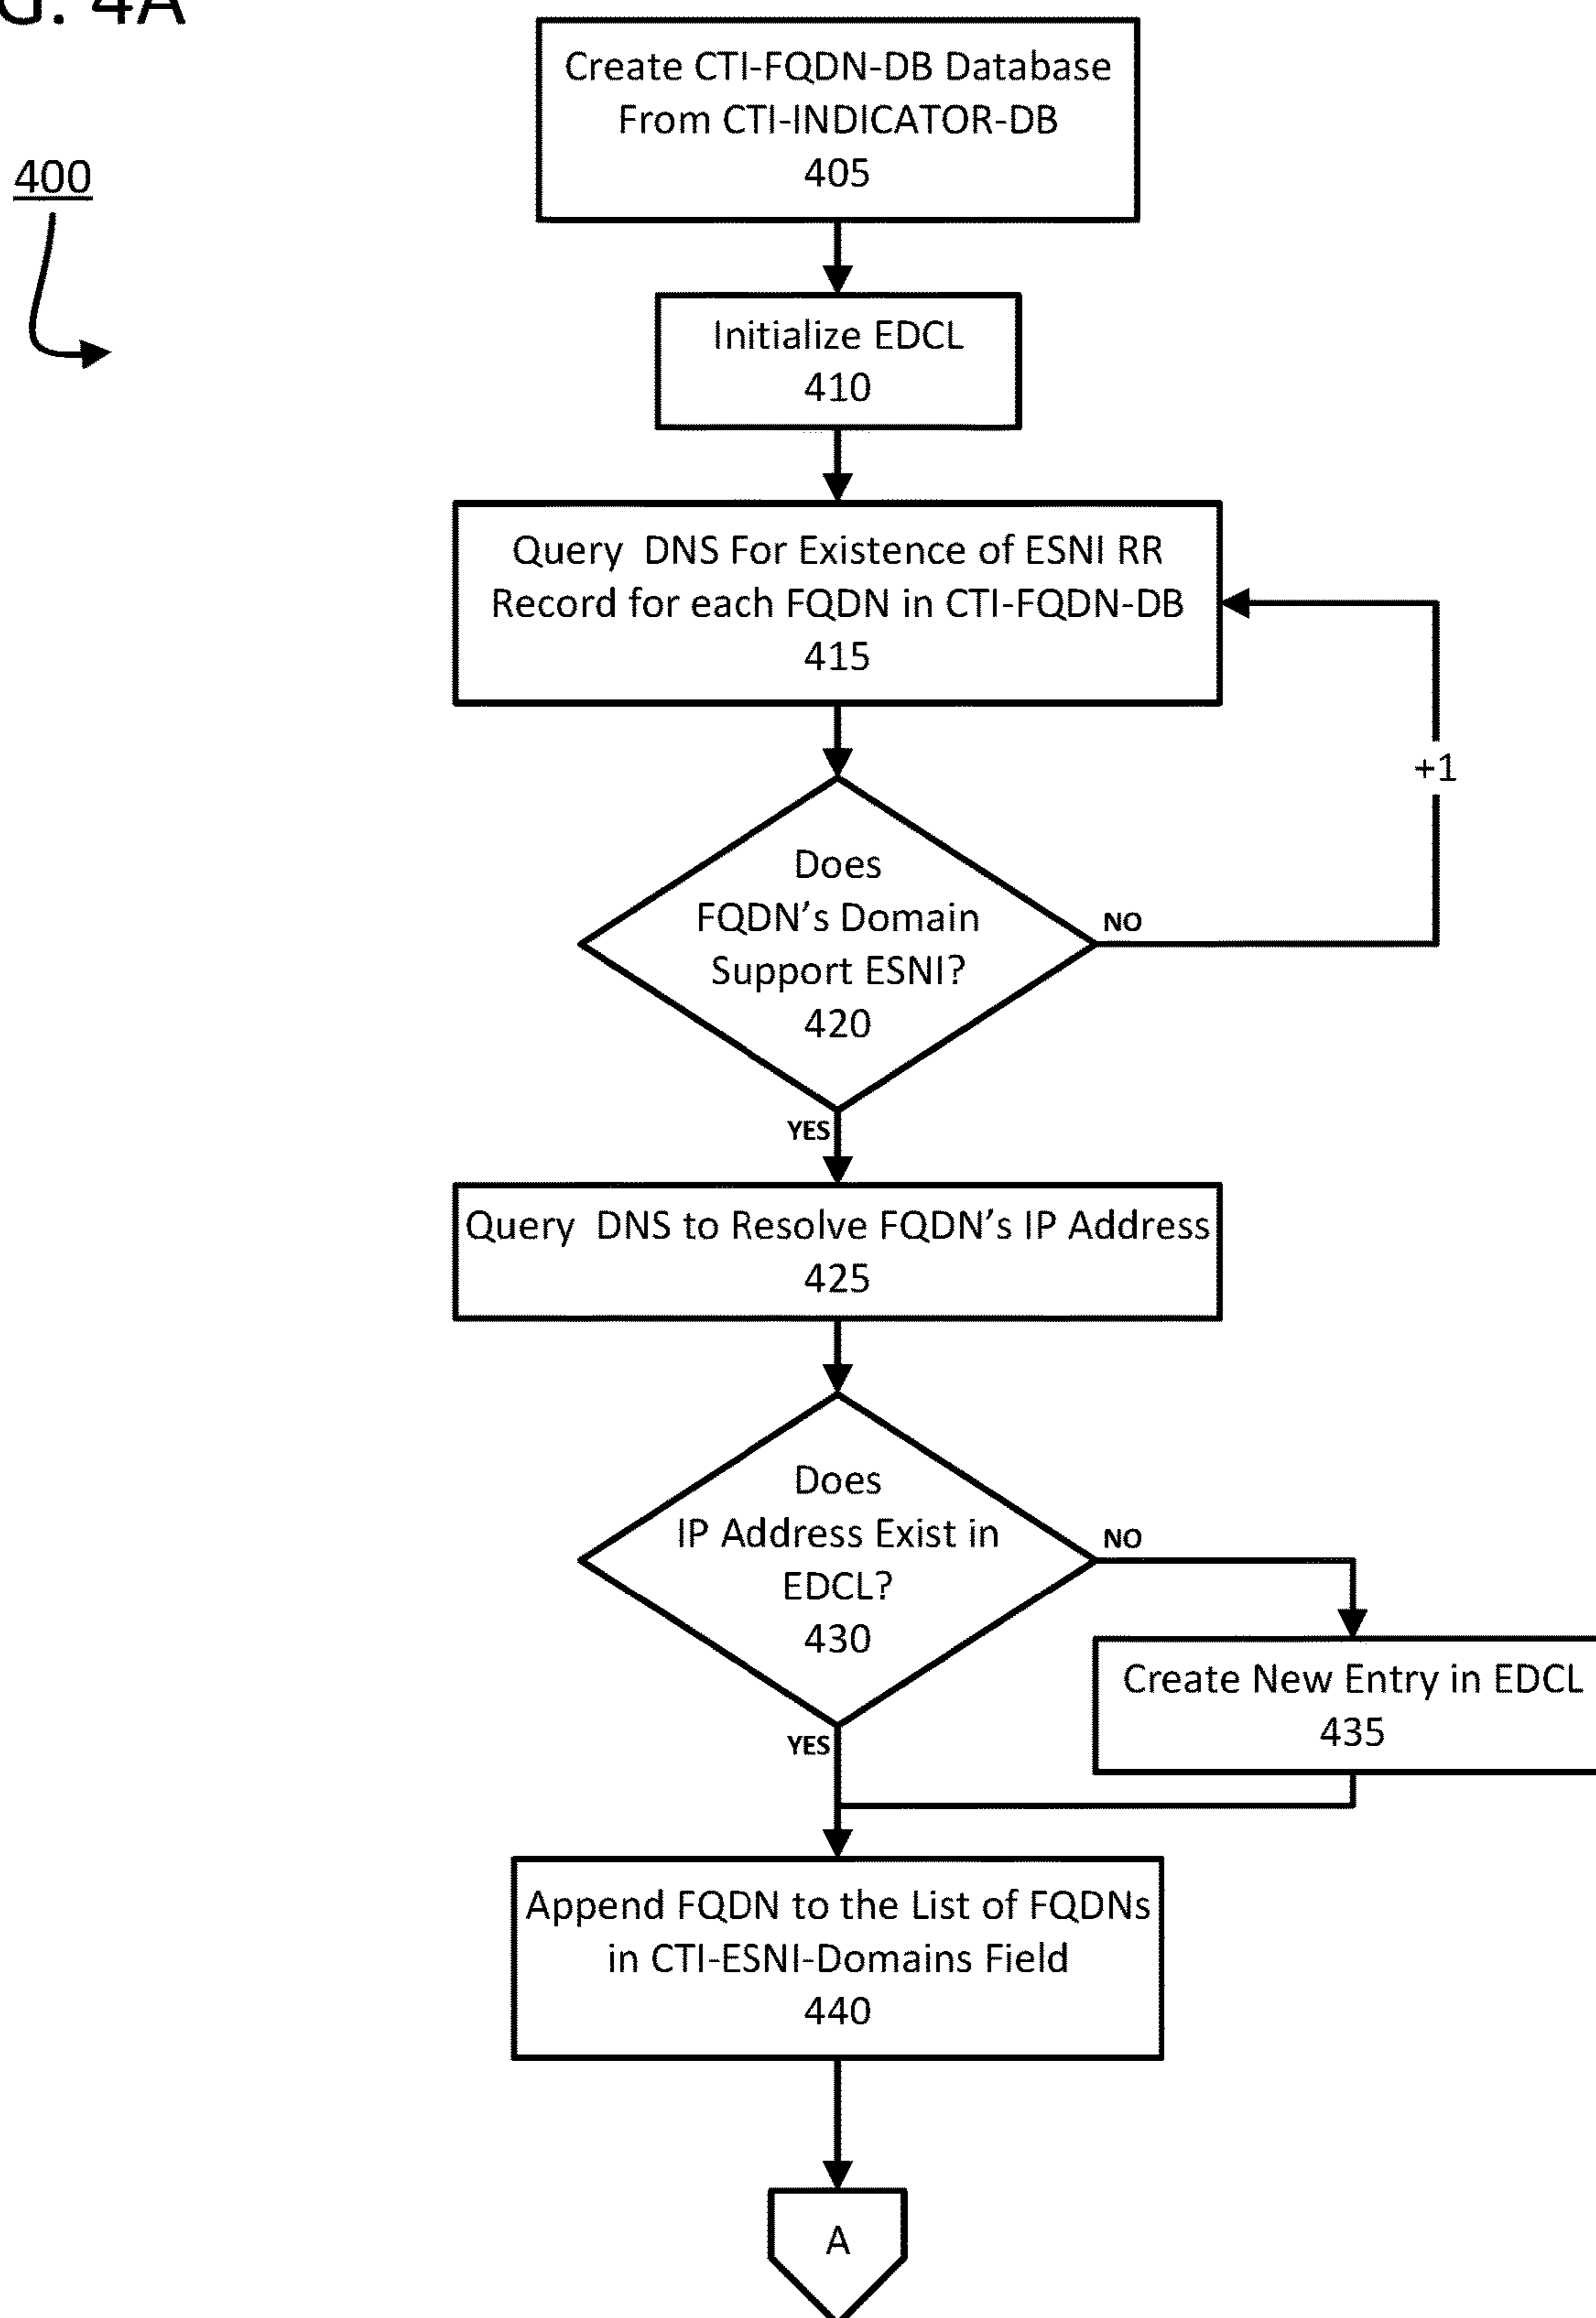 G. 4A
400
Create CTI-FQDN-DB Database
From CTI-INDICATOR-DB
405
Initialize EDCL
410
Query DNS For Existence of ESNI RR
Record for each FQDN in CTI-FQDN-DB
415
+1
Does
FQDN’s Domain
Support ESNI?
420
NO
YES
Query DNS to Resolve FQDN’s IP Address
425
Does
IP Address Exist in
EDCL?
430
NO
YES
Create New Entry in EDCL
435
Append FQDN to the List of FQDNs
in CTI-ESNI-Domains Field
440
A